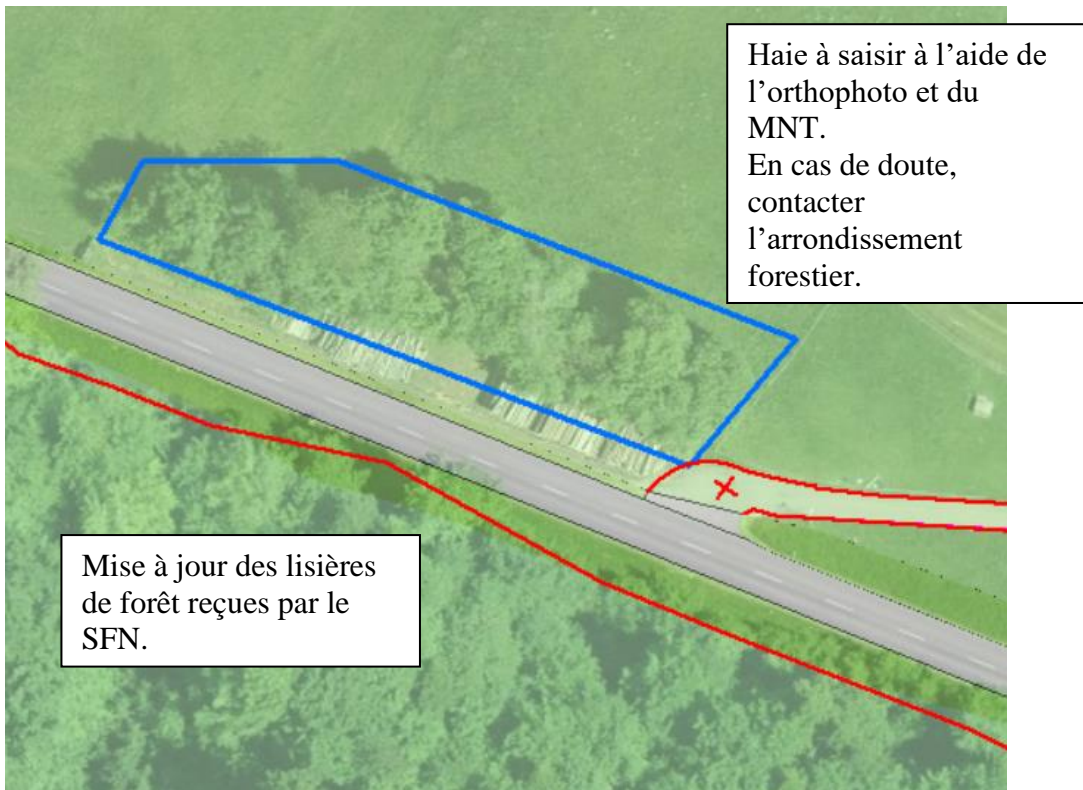 Haie à saisir à l’aide de
l’orthophoto et du
MNT.
En cas de doute,
contacter
l’arrondissement
forestier.
Mise à jour des lisières
de forêt reçues par le
SFN.